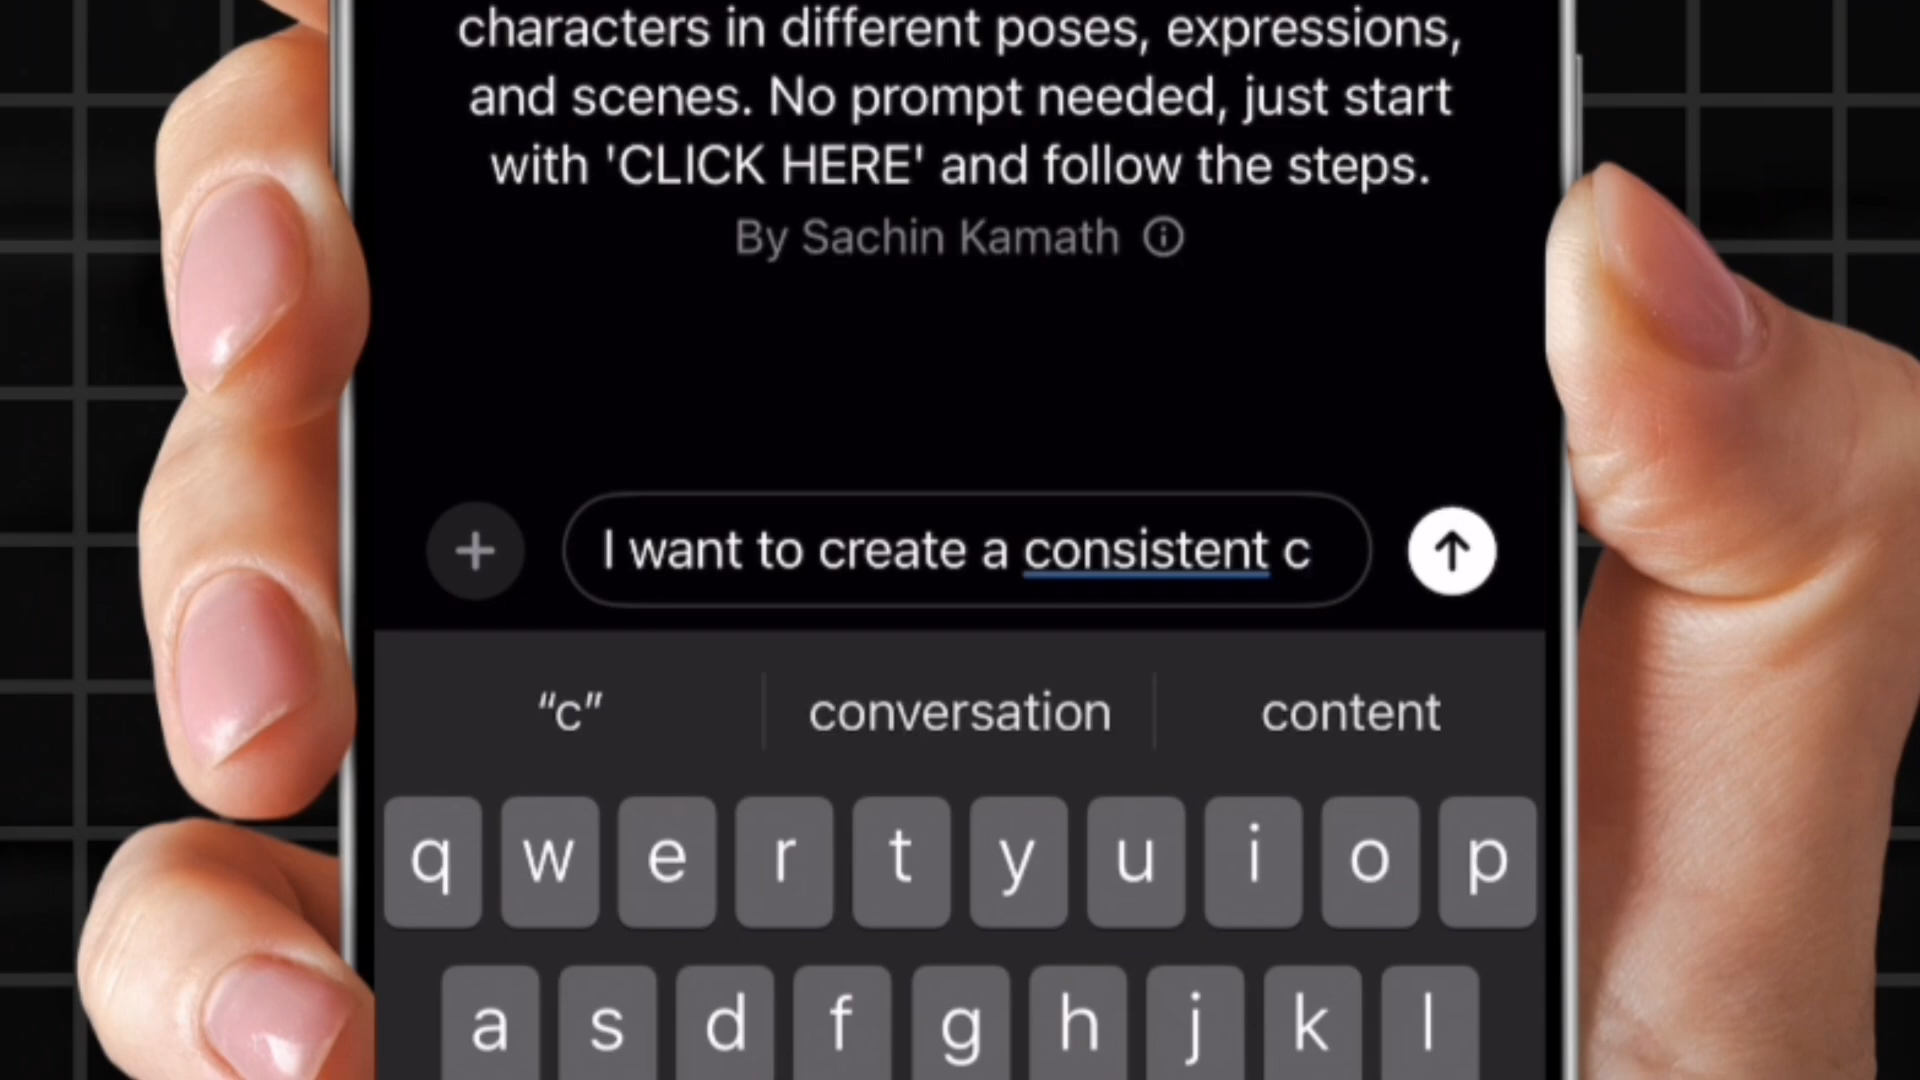 characters in different poses, expressions,
and scenes. No prompt needed, just start
with 'CLICK HERE' and follow the steps.
By Sachin Kamath
I want to create a consistent c
“c” conversation content
q w e r t y u i o p
a s d f g h j k l